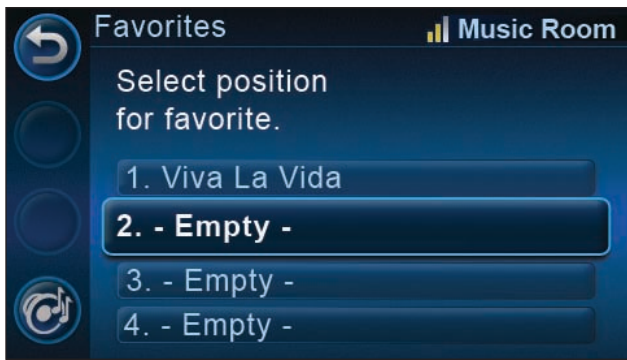 Favorites
Music Room
Select position
for favorite.
1. Viva La Vida
2. - Empty -
3. - Empty -
4. - Empty -